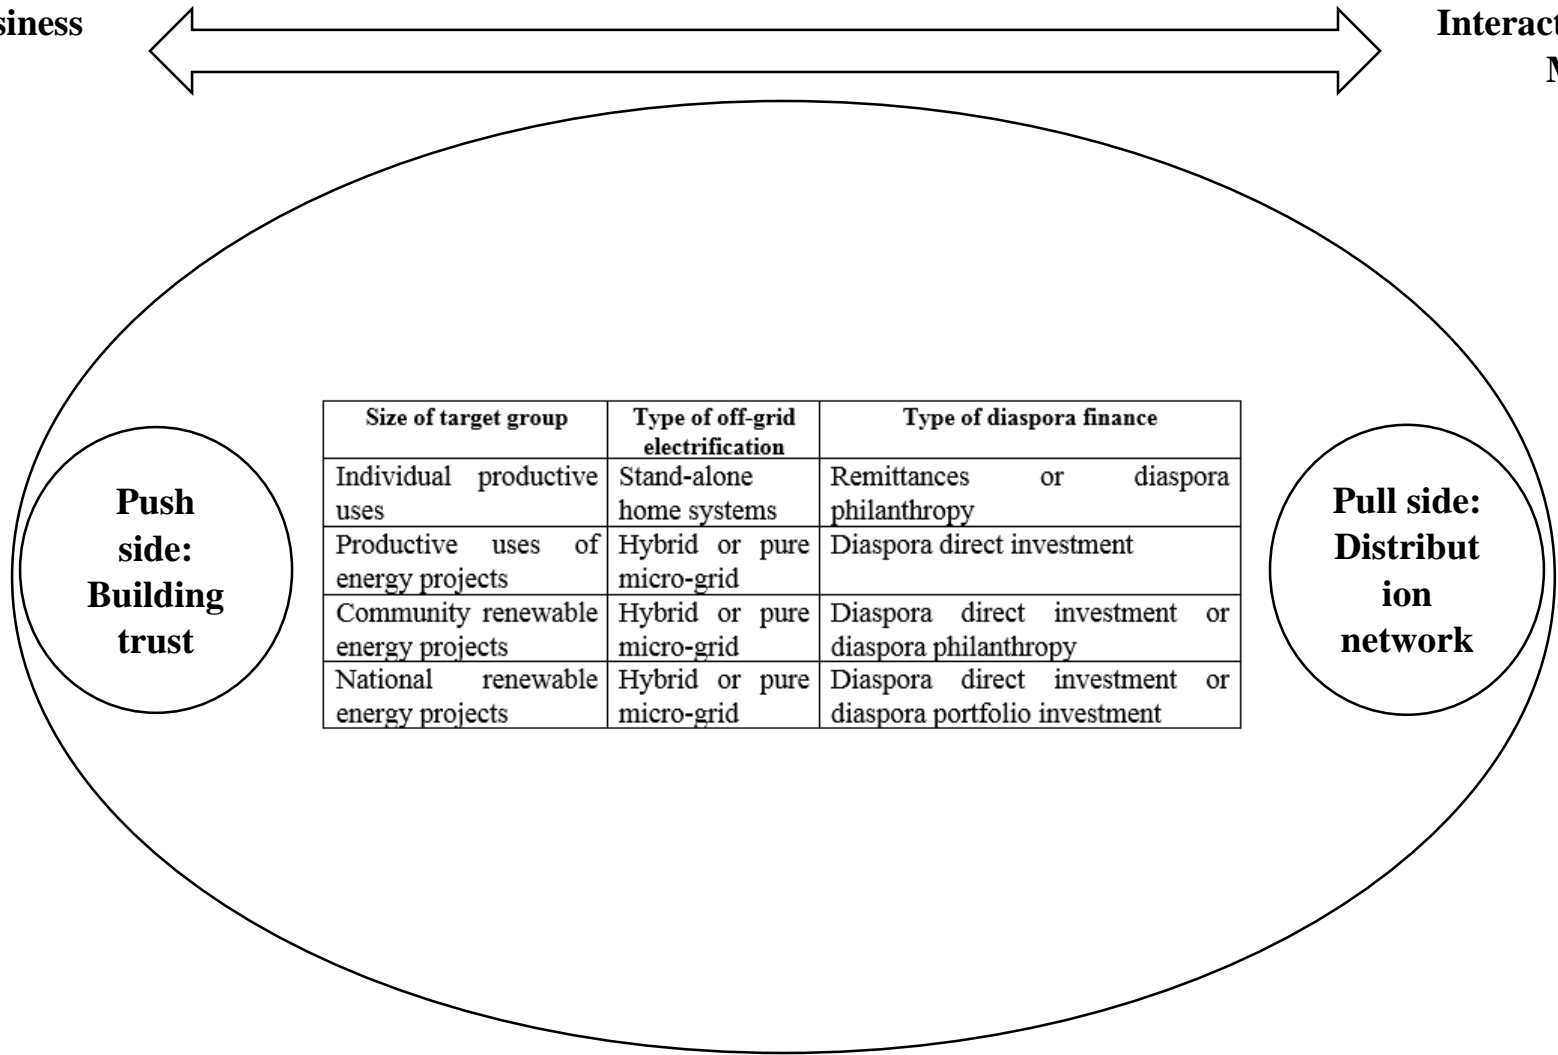 siness
Interact
M
Push
side:
Building
trust
Size of target group
Type of off-grid
electrification
Type of diaspora finance
Individual productive
uses
Stand-alone
home systems
Remittances or diaspora
philanthropy
Productive uses of
energy projects
Hybrid or pure
micro-grid
Diaspora direct investment
Community renewable
energy projects
Hybrid or pure
micro-grid
Diaspora direct investment or
diaspora philanthropy
National renewable
energy projects
Hybrid or pure
micro-grid
Diaspora direct investment or
diaspora portfolio investment
Pull side:
Distribut
ion
network